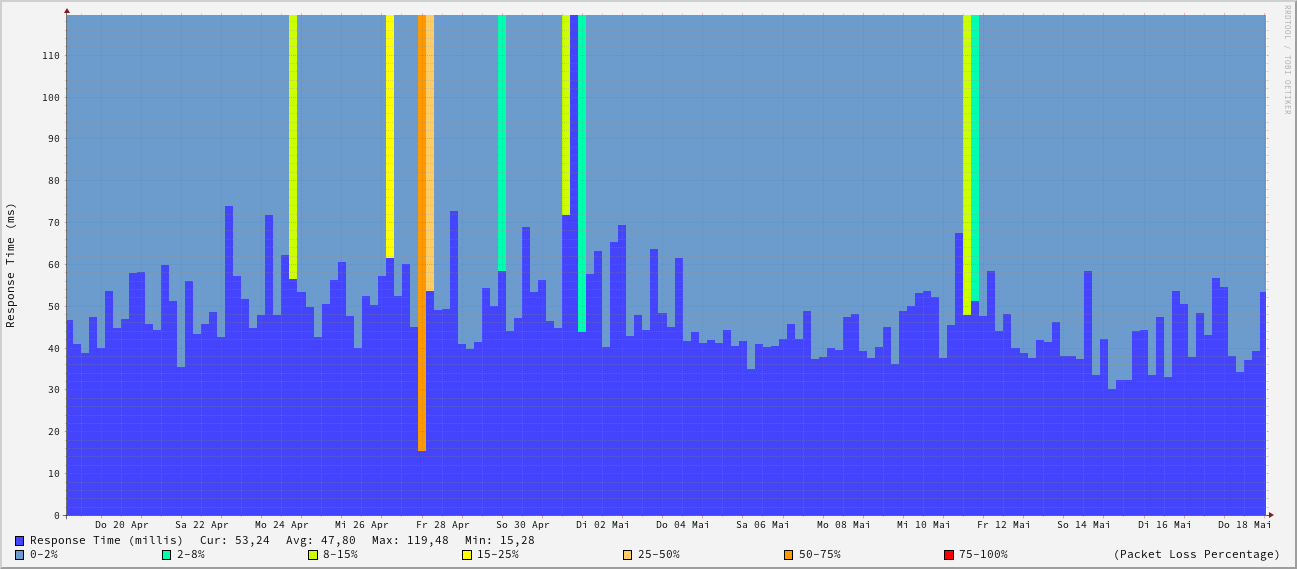 RRDTOOL / TOBI OETIKER
Response Time (ms)
110
100
90
80
70
60
50
40
30
20
10
0
Do 20 Apr Sa 22 Apr Mo 24 Apr Mi 26 Apr Fr 28 Apr So 30 Apr Di 02 Mai Do 04 Mai Sa 06 Mai Mo 08 Mai Mi 10 Mai Fr 12 Mai So 14 Mai Di 16 Mai Do 18 Mai
Response Time (millis) Cur: 53,24 Avg: 47,80 Max: 119,48 Min: 15,28
0-2% 2-8% 8-15% 15-25% 25-50% 50-75% 75-100% (Packet Loss Percentage)